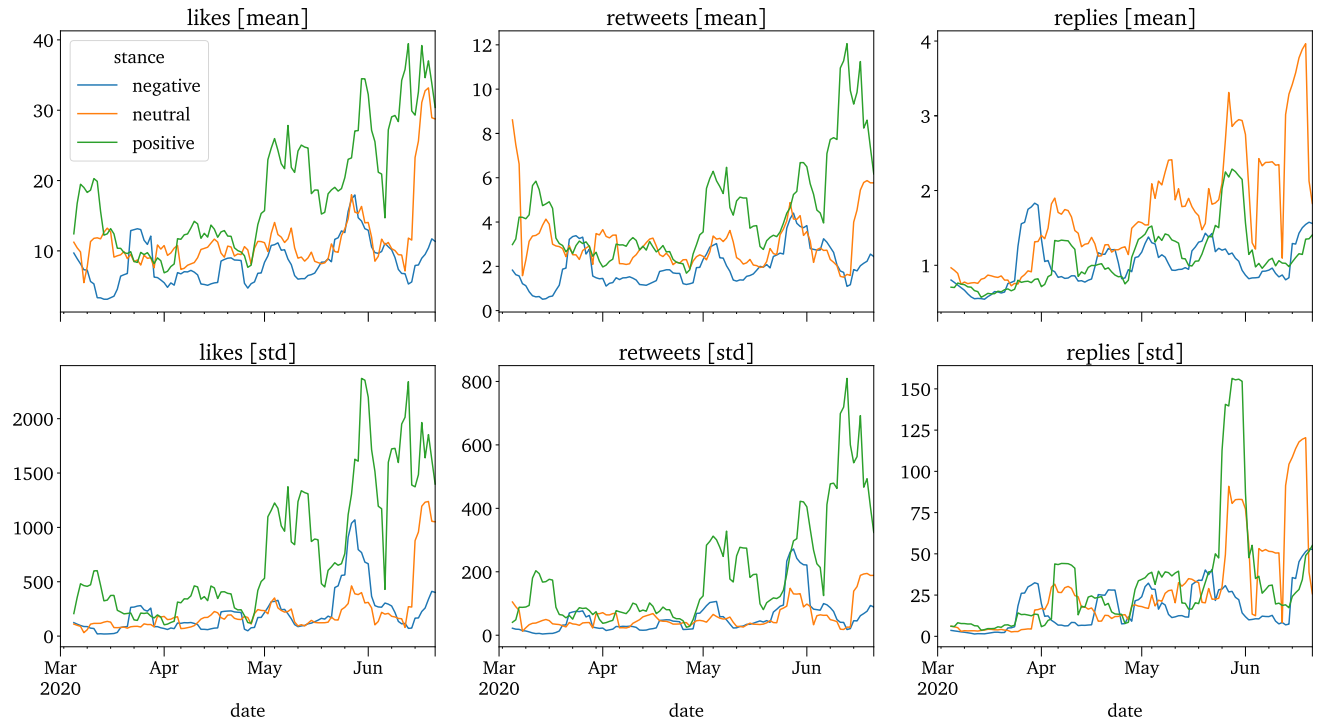 likes [mean]
retweets [mean]
replies [mean]
40
30
20
10
stance
negative
neutral
positive
12
10
8
6
4
2
0
4
3
2
1
likes [std]
retweets [std]
replies [std]
2000
1500
1000
500
0
800
600
400
200
0
150
125
100
75
50
25
0
Mar Apr May Jun
2020
date
Mar Apr May Jun
2020
date
Mar Apr May Jun
2020
date